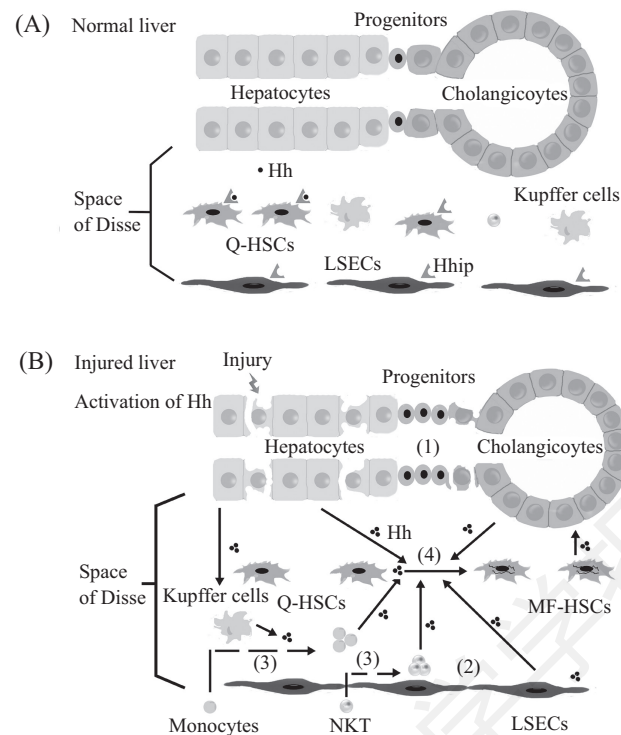 (A) Normal liver
Progenitors
Hepatocytes
Cholangicoytes
Hh
Space
of Disse
Kupffer cells
Q-HSCs
LSECs
Hhip
(B) Injured liver
Injury
Progenitors
Activation of Hh
Hepatocytes
(1)
Cholangicoytes
Hh
(4)
Space
of Disse
Kupffer cells
Q-HSCs
MF-HSCs
(3)
(3)
(2)
Monocytes
NKT
LSECs